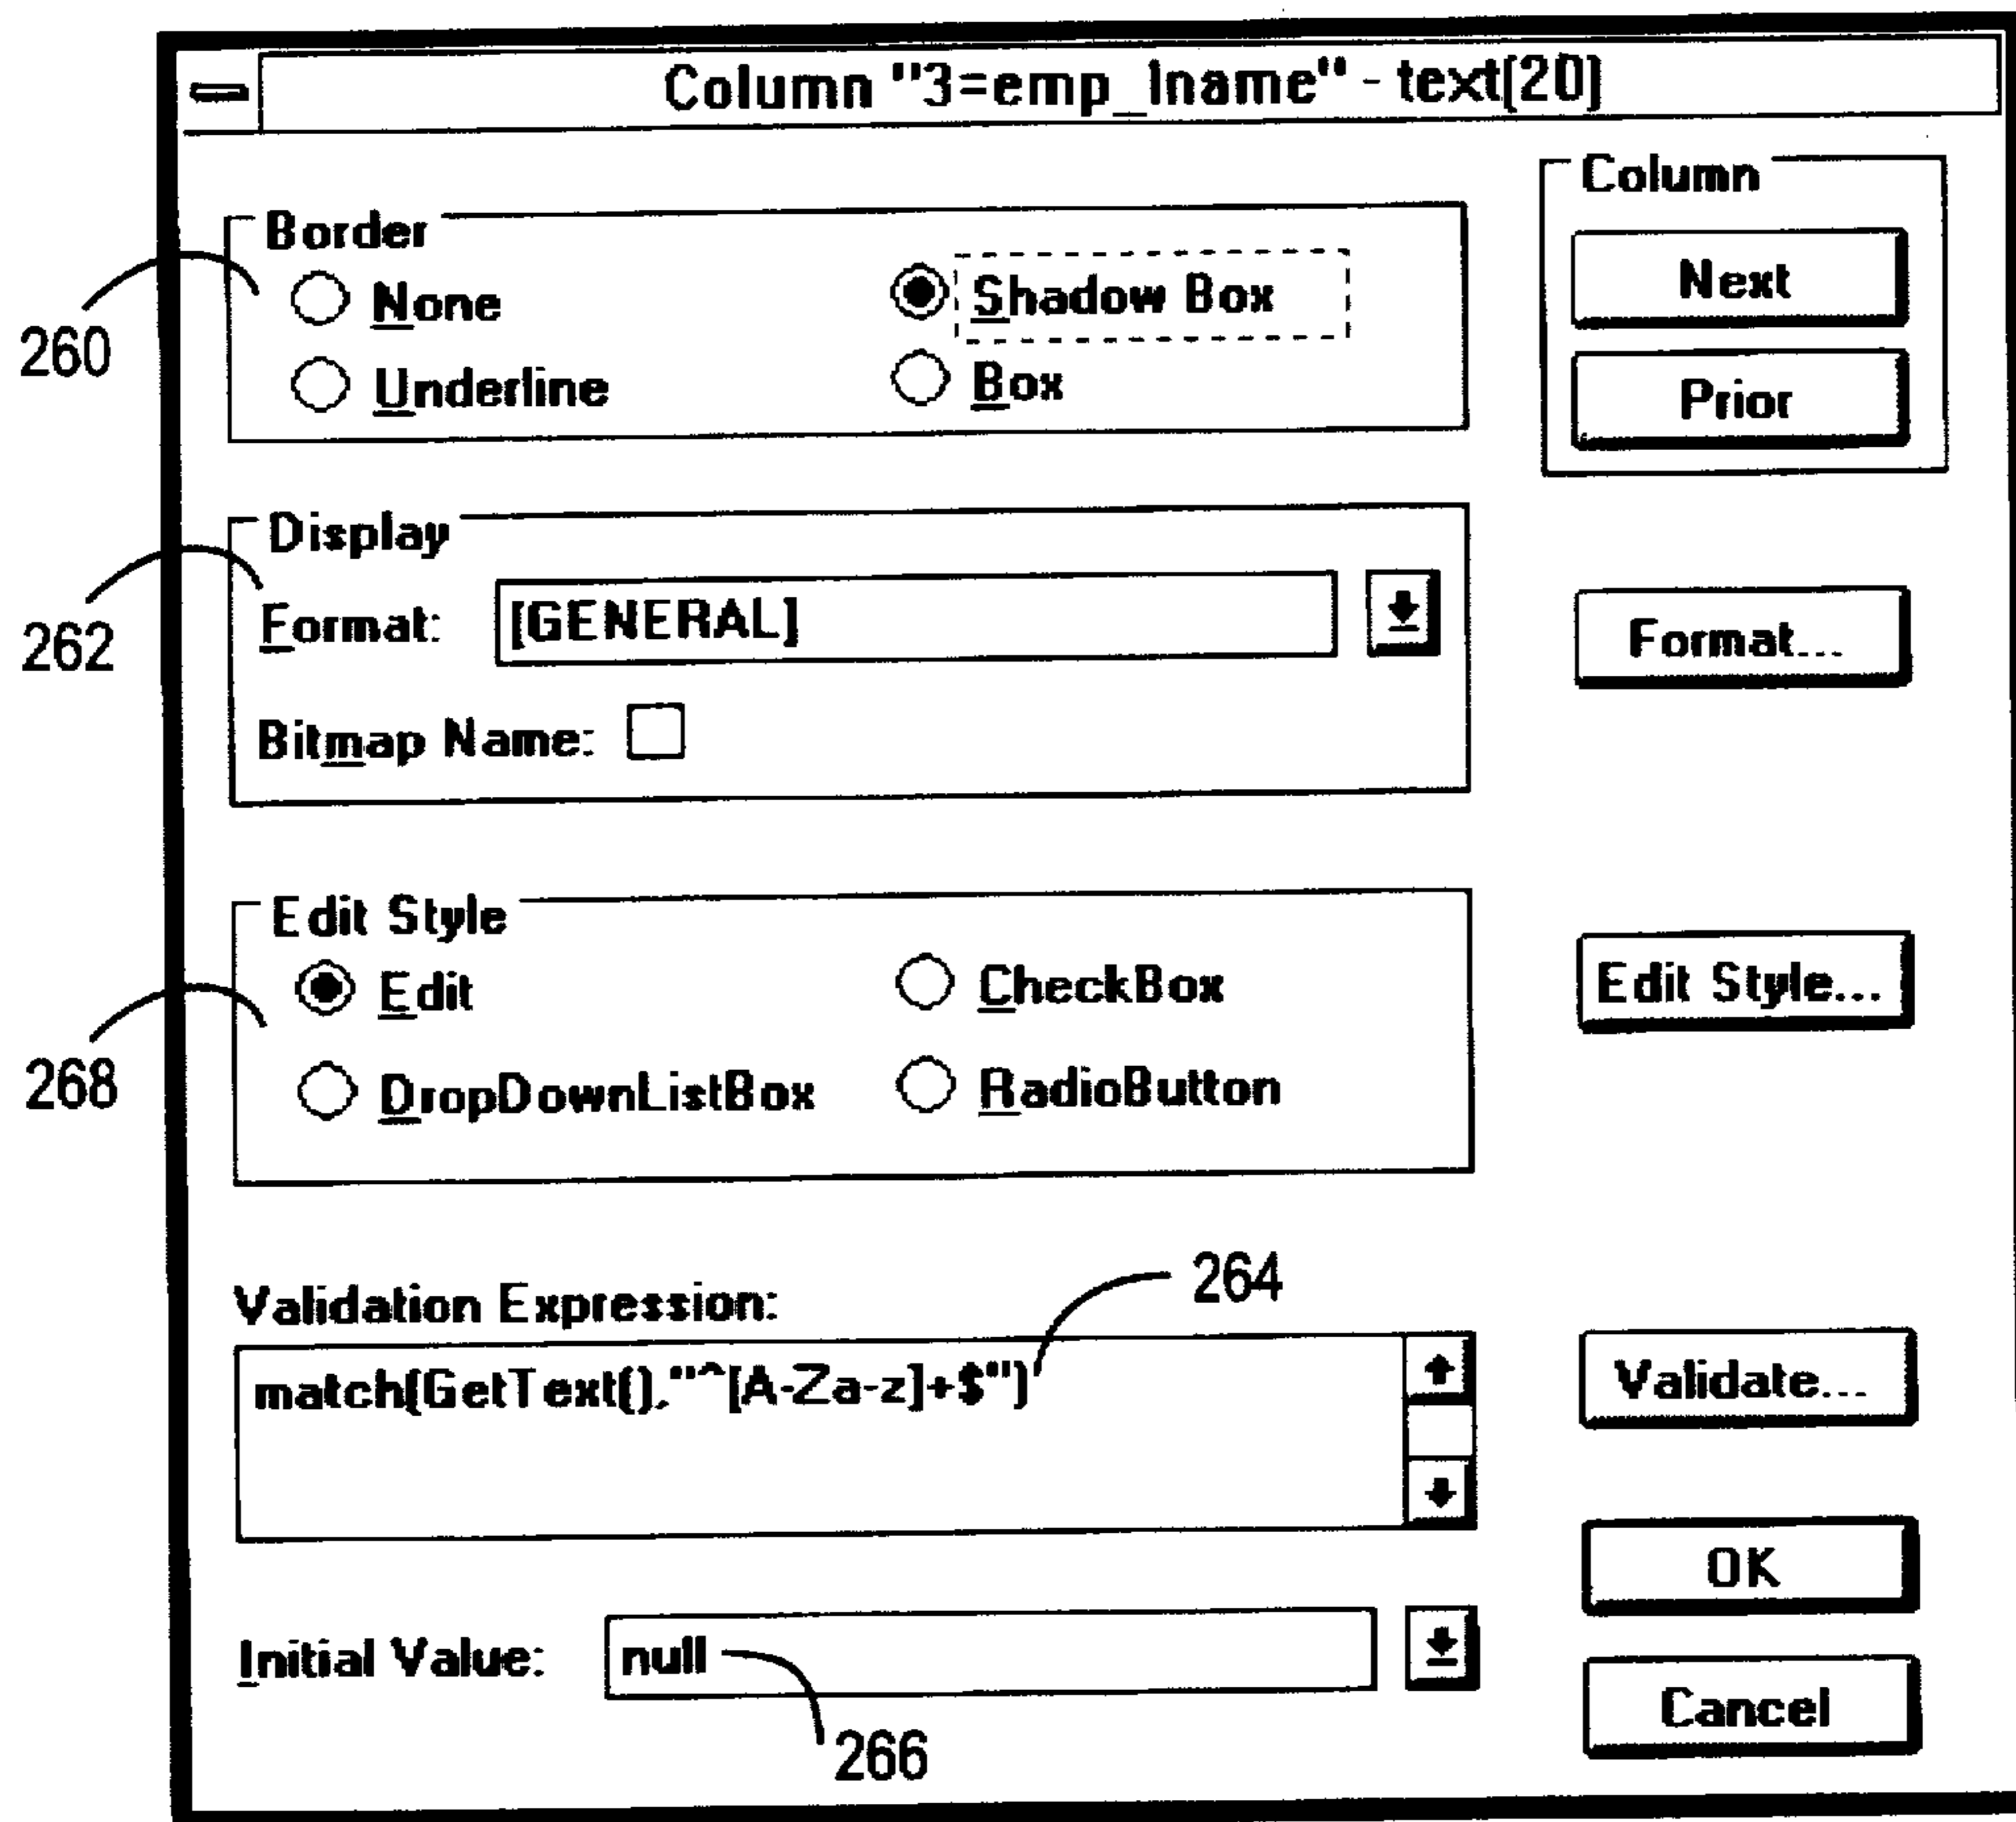 Column "3=emp_lname" - text[20]
Border
None
Shadow Box
Underline
Box
Column
Next
Prior
260
Display
Format: [GENERAL]
Bitmap Name:
Format...
262
Edit Style
Edit
CheckBox
DropDownListBox
RadioButton
Edit Style...
268
Validation Expression:
264
match(GetText(),"^[A-Za-z]+$")
Validate...
OK
Initial Value: null
266
Cancel